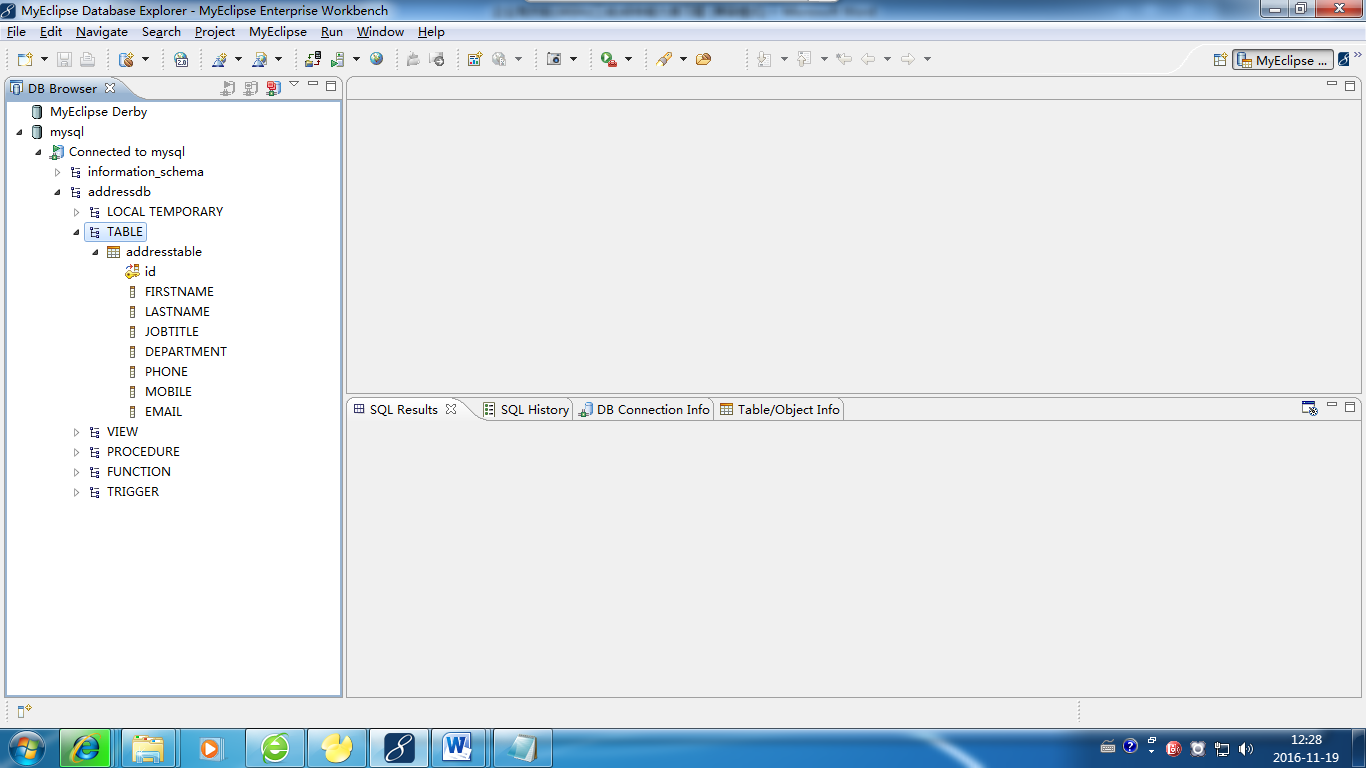 MyEclipse Database Explorer - MyEclipse Enterprise Workbench
File Edit Navigate Search Project MyEclipse Run Window Help
2.0
MyEclipse ...
DB Browser
MyEclipse Derby
mysql
Connected to mysql
information_schema
addressdb
LOCAL TEMPORARY
TABLE
addresstable
id
FIRSTNAME
LASTNAME
JOBTITLE
DEPARTMENT
PHONE
MOBILE
EMAIL
VIEW
PROCEDURE
FUNCTION
TRIGGER
SQL Results SQL History DB Connection Info Table/Object Info
12:28
2016-11-19